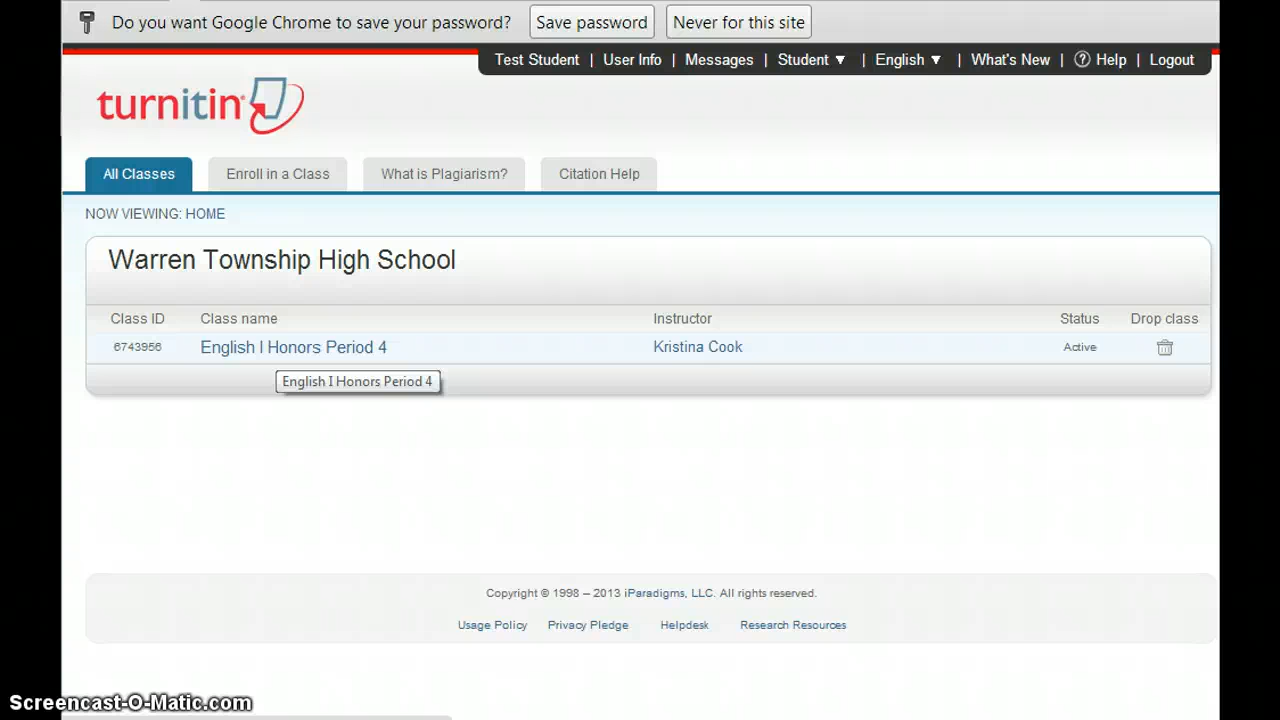 Do you want Google Chrome to save your password? Save password Never for this site
Test Student | User Info | Messages | Student ▼ | English ▼ | What's New | ? Help | Logout
turnitin
All Classes Enroll in a Class What is Plagiarism? Citation Help
NOW VIEWING: HOME
Warren Township High School
Class ID Class name Instructor Status Drop class
6743956 English I Honors Period 4 Kristina Cook Active
English I Honors Period 4
Copyright © 1998 – 2013 iParadigms, LLC. All rights reserved.
Usage Policy Privacy Pledge Helpdesk Research Resources
Screencast-O-Matic.com